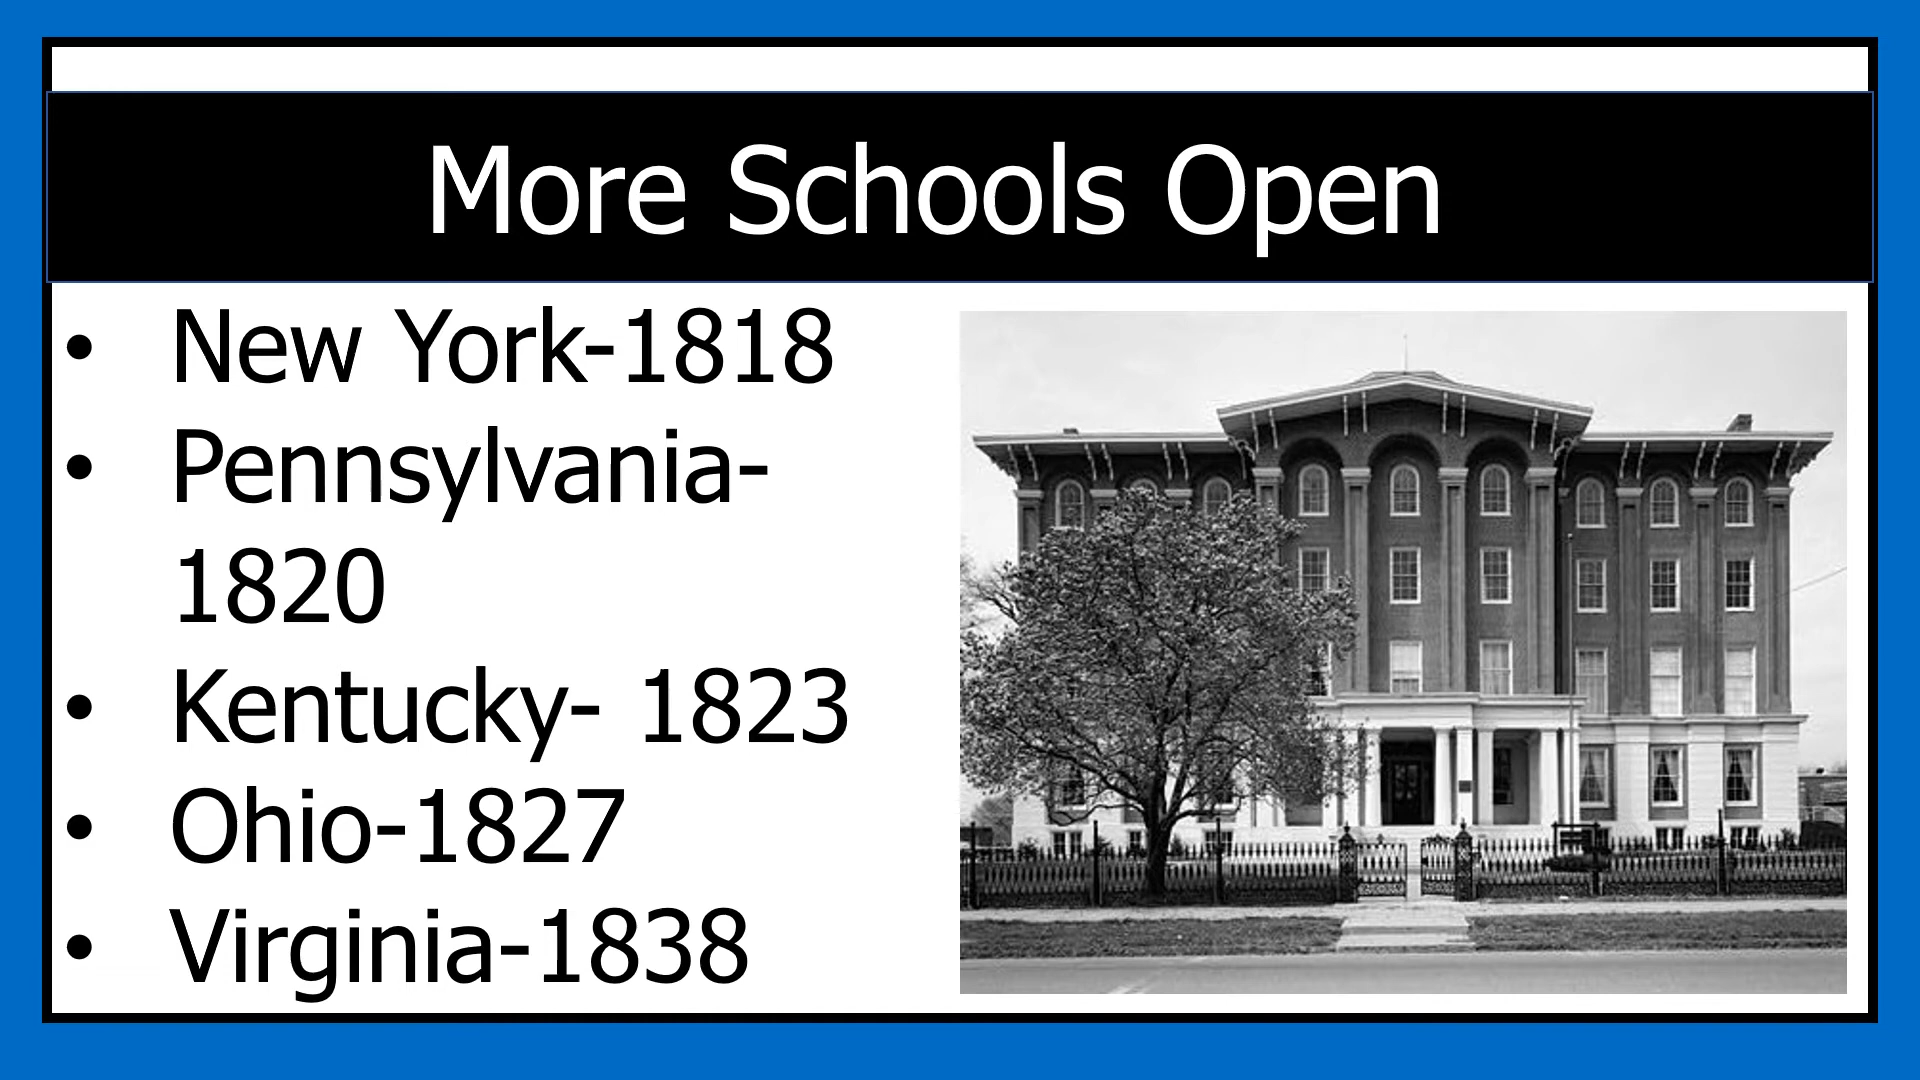 More Schools Open
• New York-1818
• Pennsylvania-
1820
• Kentucky- 1823
• Ohio-1827
• Virginia-1838